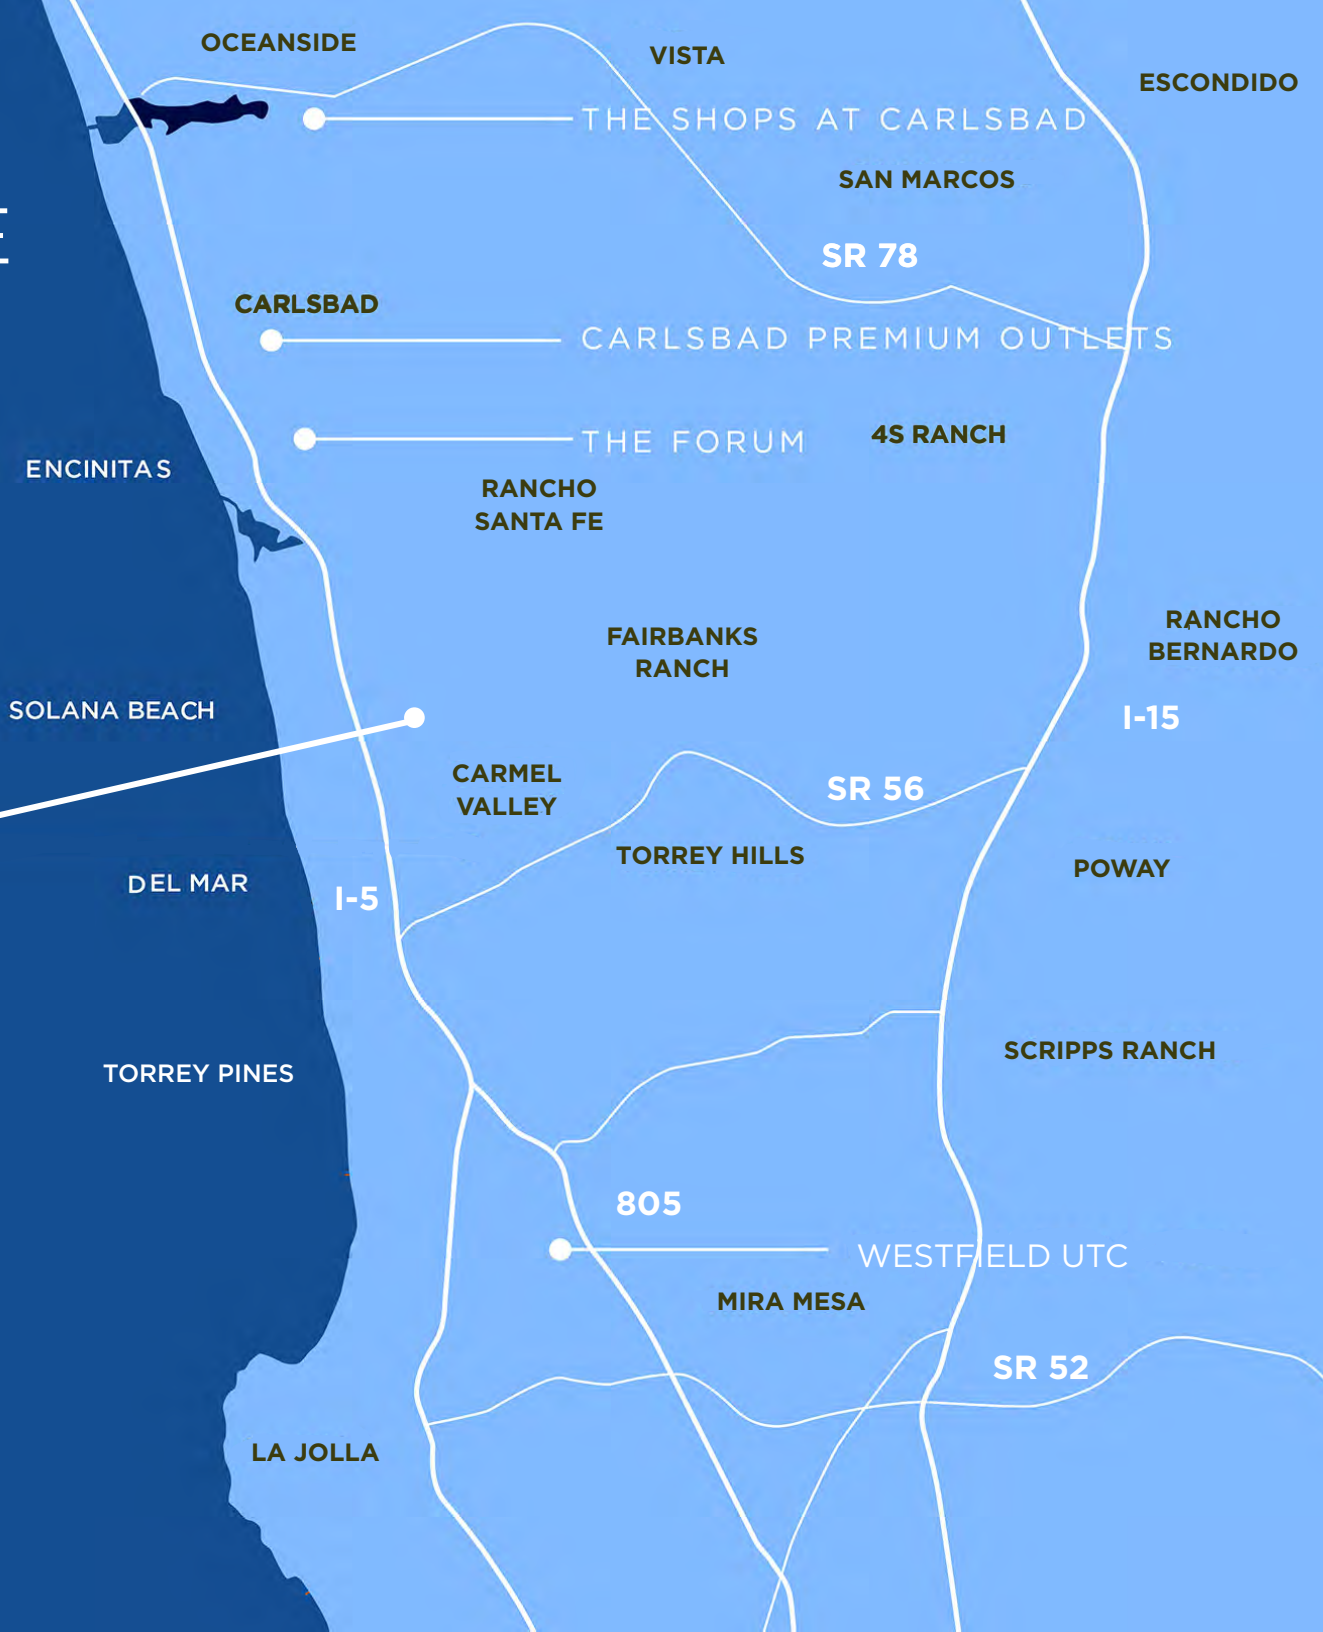 OCEANSIDE
VISTA
ESCONDIDO
THE SHOPS AT CARLSBAD
SAN MARCOS
SR 78
CARLSBAD
CARLSBAD PREMIUM OUTLETS
4S RANCH
THE FORUM
ENCINITAS
RANCHO
SANTA FE
RANCHO
BERNARDO
FAIRBANKS
RANCH
SOLANA BEACH
I-15
CARMEL
VALLEY
SR 56
TORREY HILLS
POWAY
DEL MAR
I-5
SCRIPPS RANCH
TORREY PINES
805
WESTFIELD UTC
MIRA MESA
SR 52
LA JOLLA